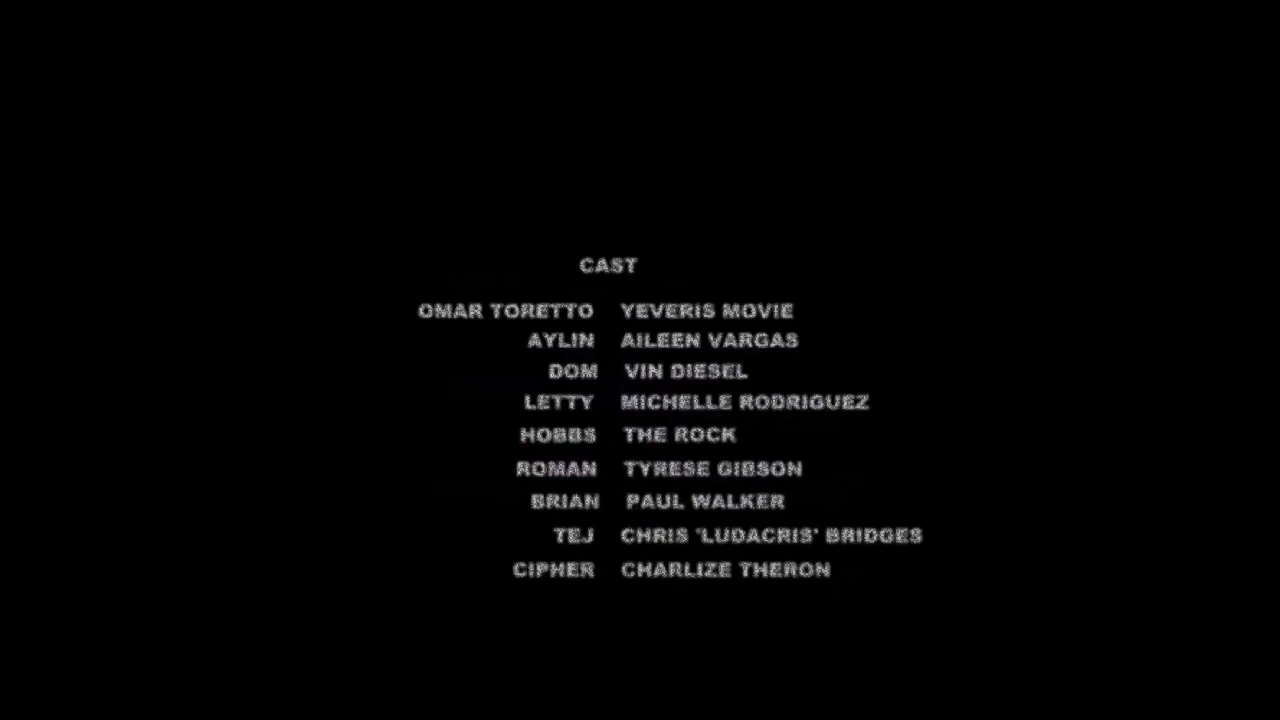 CAST
OMAR TORETTO YEVERIS MOVIE
AYLIN AILEEN VARGAS
DOM VIN DIESEL
LETTY MICHELLE RODRIGUEZ
HOBBS THE ROCK
ROMAN TYRESE GIBSON
BRIAN PAUL WALKER
TEJ CHRIS 'LUDACRIS' BRIDGES
CIPHER CHARLIZE THERON